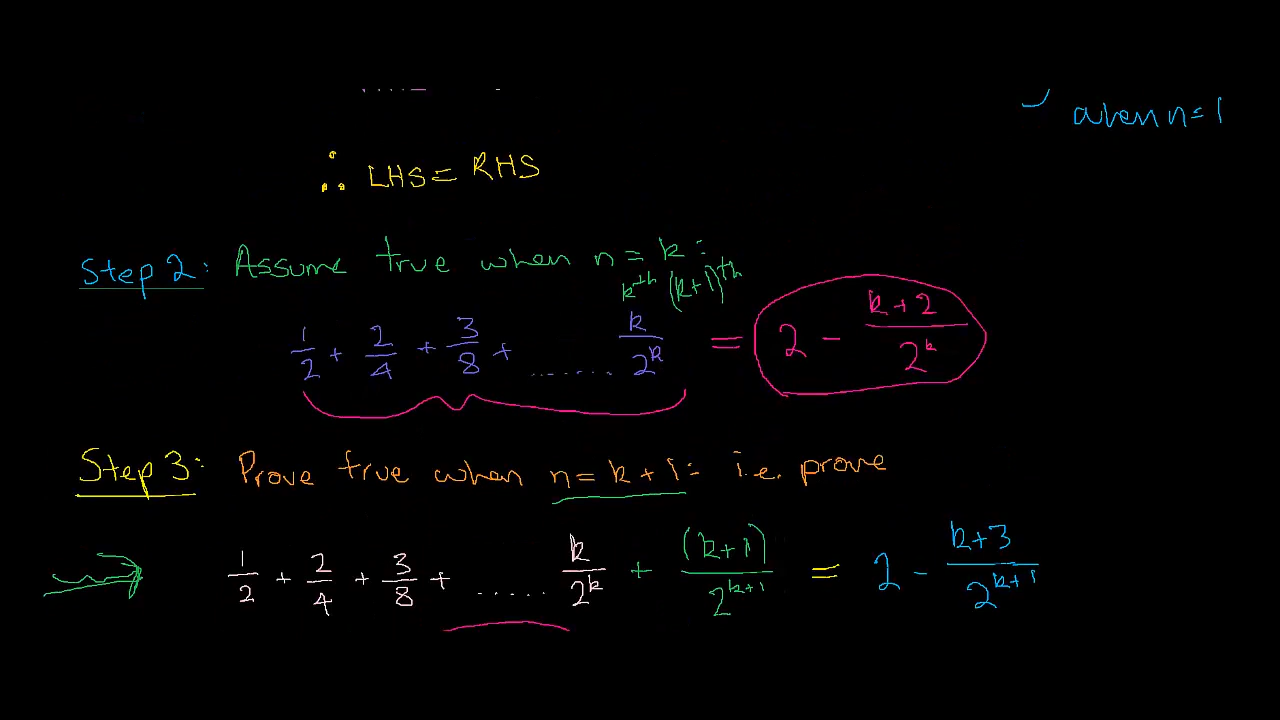 when n=1
∴ LHS = RHS
Step 2: Assume true when n = k:
kth (k+1)th
1/2 + 2/4 + 3/8 + ........ k/2^k = 2 - (k+2)/2^k
Step 3: Prove true when n = k + 1: i.e. prove
1/2 + 2/4 + 3/8 + ...... k/2^k + (k+1)/2^(k+1) = 2 - (k+3)/2^(k+1)